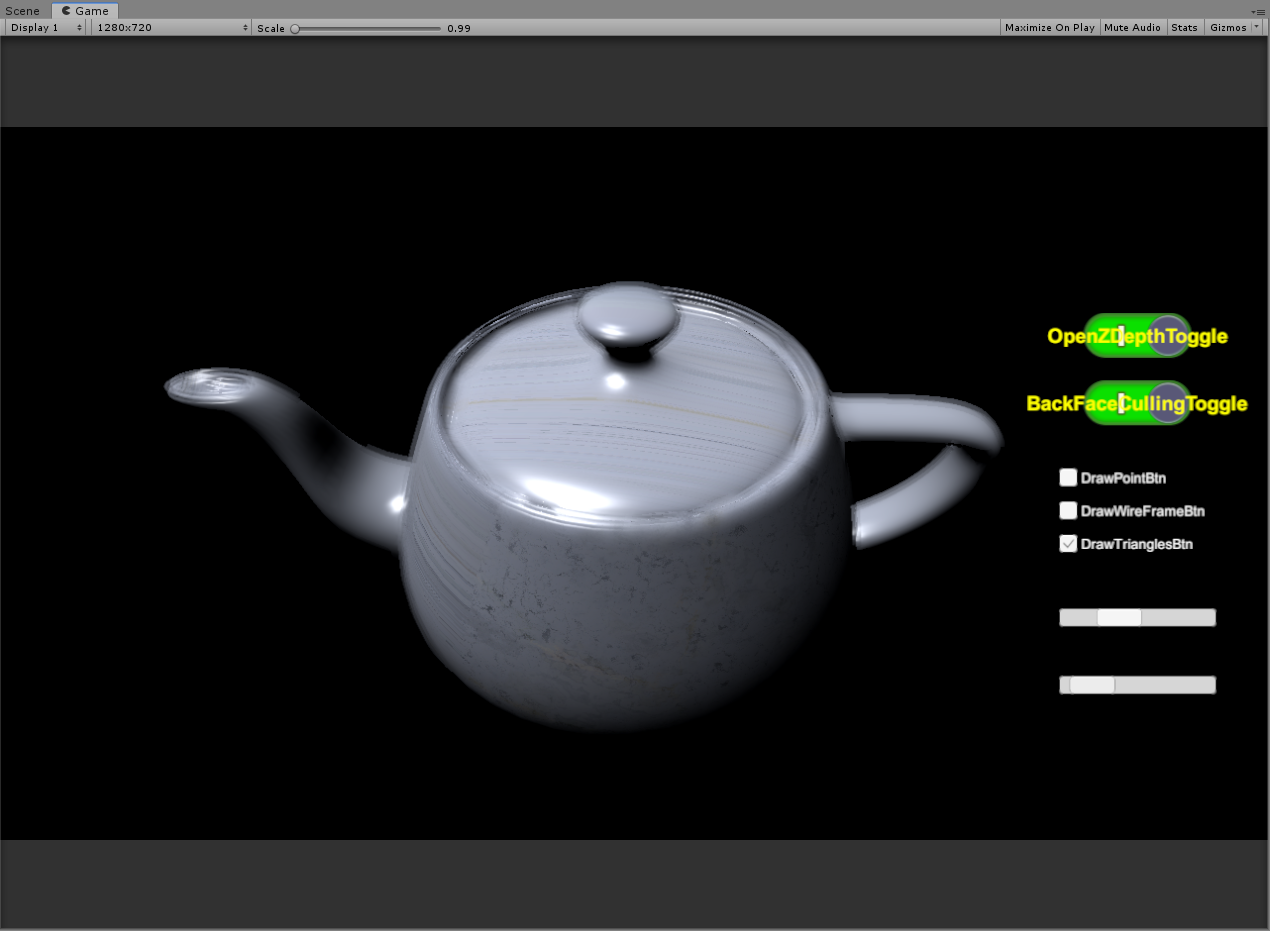 Scene Game
Display 1 1280x720 Scale 0.99 Maximize On Play Mute Audio Stats Gizmos
OpenZDepthToggle
BackFaceCullingToggle
DrawPointBtn
DrawWireFrameBtn
DrawTrianglesBtn